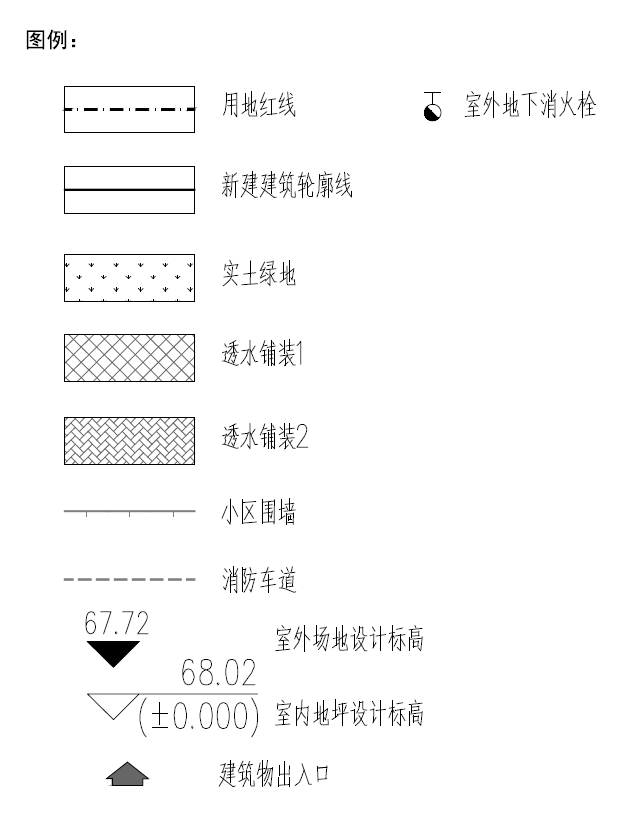 图例：
用地红线 室外地下消火栓
新建建筑轮廓线
实土绿地
透水铺装1
透水铺装2
小区围墙
消防车道
67.72
室外场地设计标高
68.02
(±0.000) 室内地坪设计标高
建筑物出入口